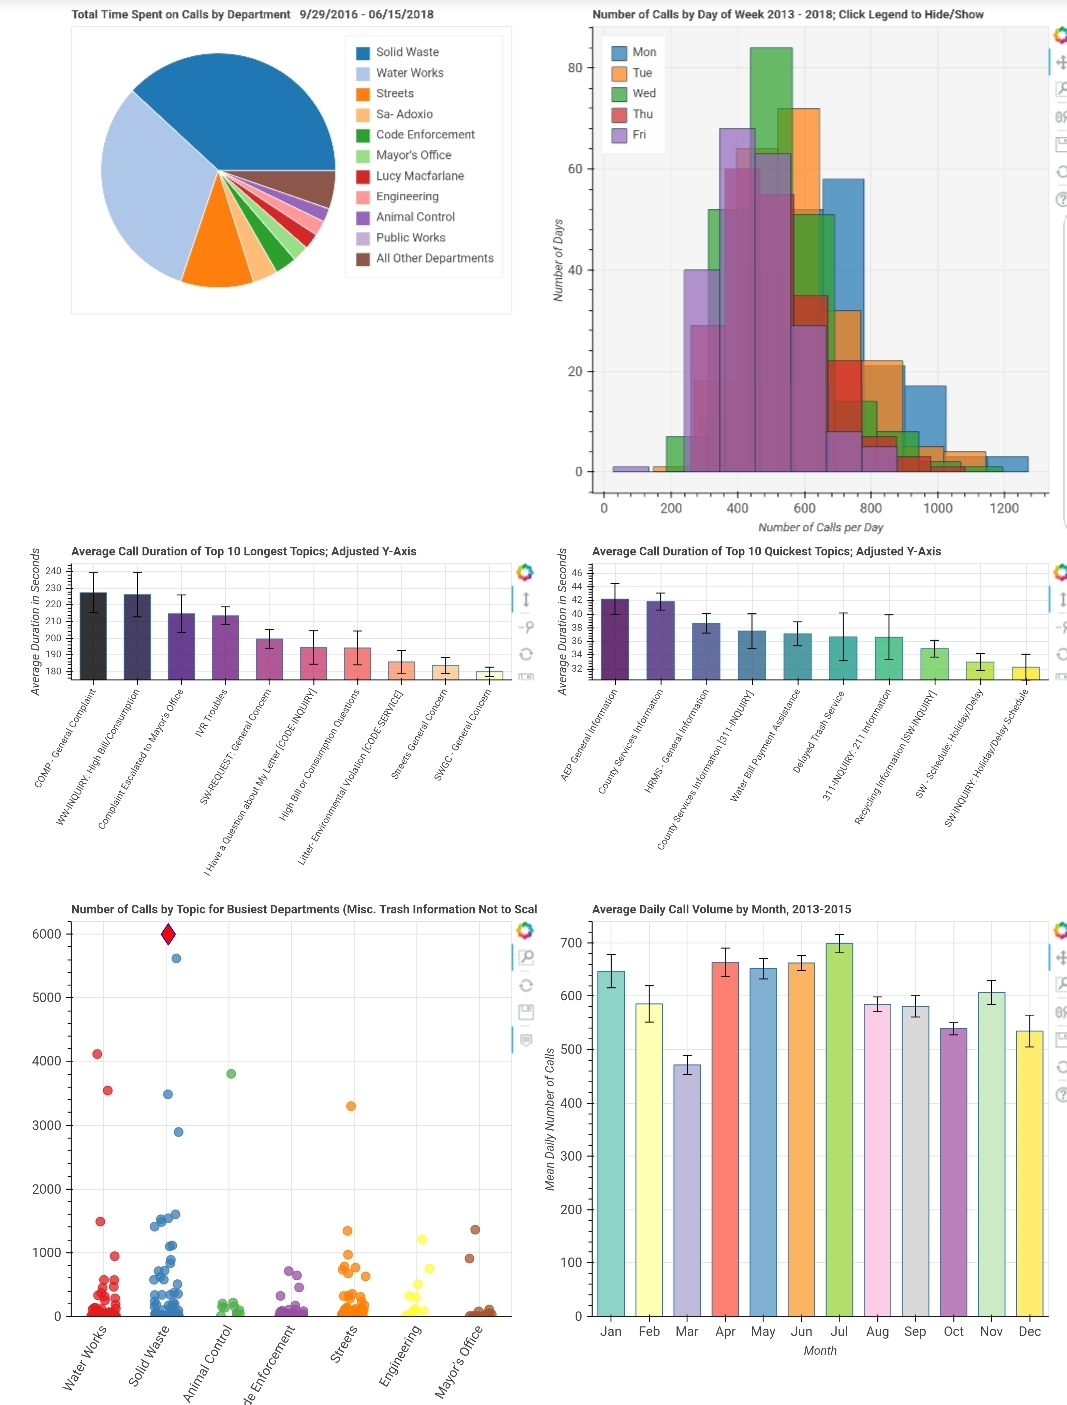 Total Time Spent on Calls by Department 9/29/2016 - 06/15/2018
Solid Waste
Water Works
Streets
Sa- Adoxio
Code Enforcement
Mayor's Office
Lucy Macfarlane
Engineering
Animal Control
Public Works
All Other Departments
Number of Calls by Day of Week 2013 - 2018; Click Legend to Hide/Show
Mon
Tue
Wed
Thu
Fri
Number of Days
80
60
40
20
0
0 200 400 600 800 1000 1200
Number of Calls per Day
Average Call Duration of Top 10 Longest Topics; Adjusted Y-Axis
Average Duration in Seconds
240
230
220
210
200
190
180
COMP - General Complaint
WW-INQUIRY: High Bill/Consumption
Complaint Escalated to Mayor's Office
IVR Troubles
SW-REQUEST: General Concern
I Have a Question about My Letter [CODE-INQUIRY]
High Bill or Consumption Questions
Litter- Environmental Violation [CODE-SERVICE]
Streets General Concern
SWGC - General Concern
Average Call Duration of Top 10 Quickest Topics; Adjusted Y-Axis
Average Duration in Seconds
46
44
42
40
38
36
34
32
AEP General Information
County Services Information
HRMS - General Information
County Services Information [311-INQUIRY]
Water Bill Payment Assistance
Delayed Trash Service
311-INQUIRY: 211 Information
Recycling Information [SW-INQUIRY]
SW - Schedule: Holiday/Delay
SW-INQUIRY: Holiday/Delay Schedule
Number of Calls by Topic for Busiest Departments (Misc. Trash Information Not to Scal
6000
5000
4000
3000
2000
1000
0
Water Works
Solid Waste
Animal Control
de Enforcement
Streets
Engineering
Mayor's Office
Average Daily Call Volume by Month, 2013-2015
Mean Daily Number of Calls
700
600
500
400
300
200
100
0
Jan Feb Mar Apr May Jun Jul Aug Sep Oct Nov Dec
Month